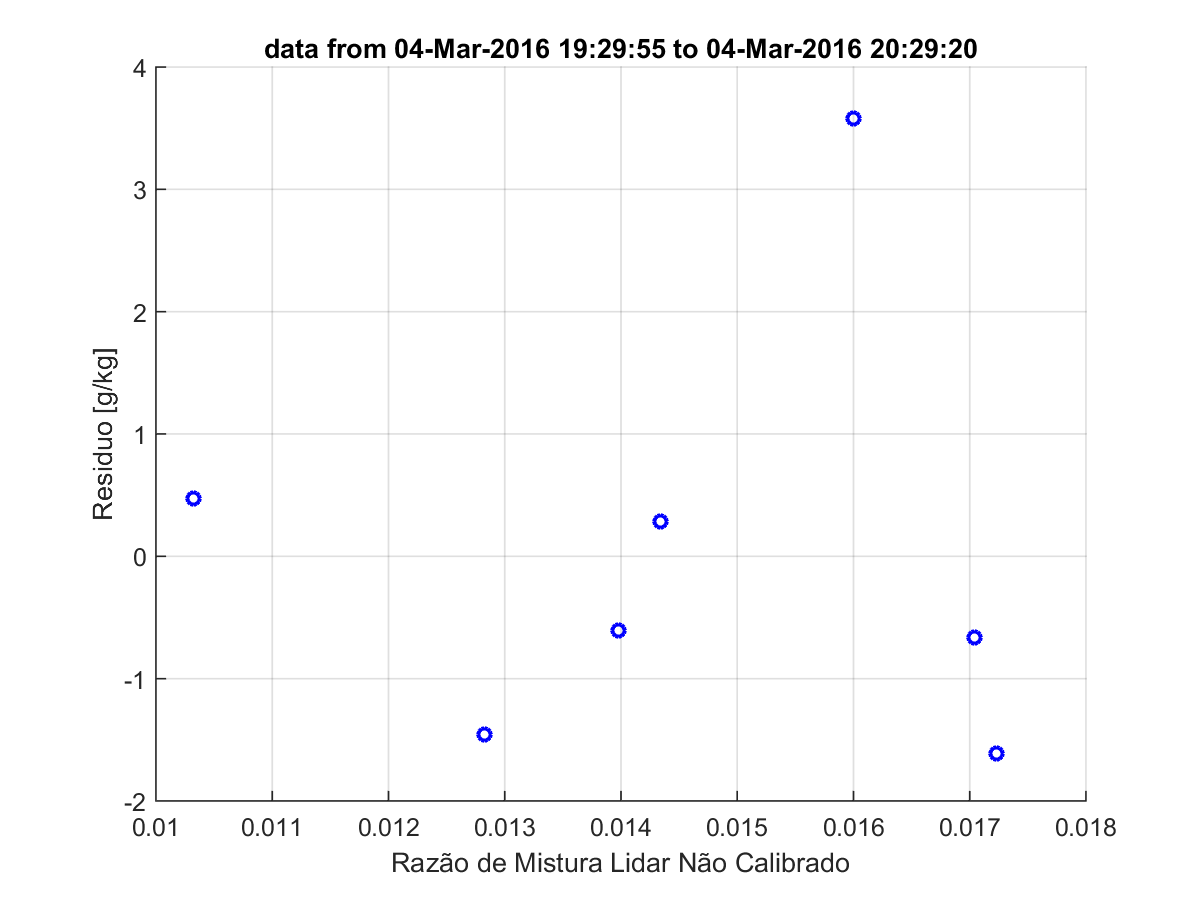 data from 04-Mar-2016 19:29:55 to 04-Mar-2016 20:29:20
4
3
2
1
0
-1
-2
Residuo [g/kg]
0.01 0.011 0.012 0.013 0.014 0.015 0.016 0.017 0.018
Razão de Mistura Lidar Não Calibrado